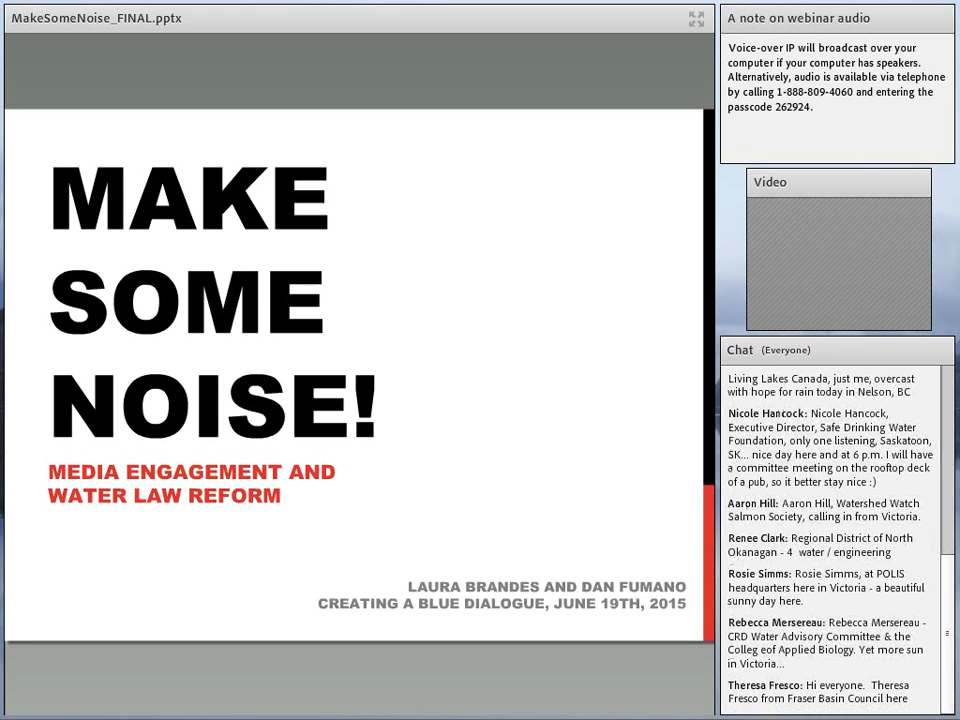 MakeSomeNoise_FINAL.pptx
MAKE
SOME
NOISE!
MEDIA ENGAGEMENT AND
WATER LAW REFORM
LAURA BRANDES AND DAN FUMANO
CREATING A BLUE DIALOGUE, JUNE 19TH, 2015
A note on webinar audio
Voice-over IP will broadcast over your
computer if your computer has speakers.
Alternatively, audio is available via telephone
by calling 1-888-809-4060 and entering the
passcode 262924.
Video
Chat (Everyone)
Living Lakes Canada, just me, overcast
with hope for rain today in Nelson, BC
Nicole Hancock: Nicole Hancock,
Executive Director, Safe Drinking Water
Foundation, only one listening, Saskatoon,
SK... nice day here and at 6 p.m. I will have
a committee meeting on the rooftop deck
of a pub, so it better stay nice :)
Aaron Hill: Aaron Hill, Watershed Watch
Salmon Society, calling in from Victoria.
Renee Clark: Regional District of North
Okanagan - 4 water / engineering
Rosie Simms: Rosie Simms, at POLIS
headquarters here in Victoria - a beautiful
sunny day here.
Rebecca Mersereau: Rebecca Mersereau -
CRD Water Advisory Committee & the
Colleg eof Applied Biology. Yet more sun
in Victoria...
Theresa Fresco: Hi everyone. Theresa
Fresco from Fraser Basin Council here